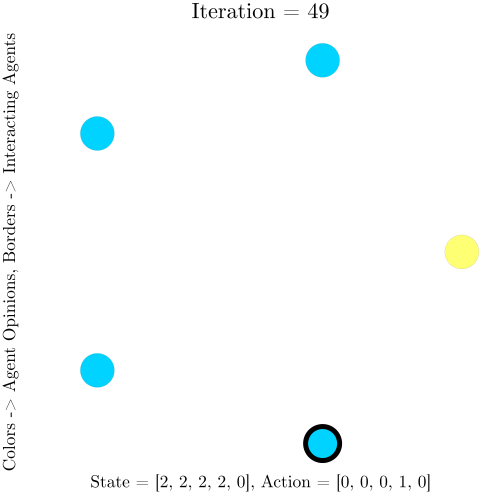 Iteration = 49
Colors -> Agent Opinions, Borders -> Interacting Agents
State = [2, 2, 2, 2, 0], Action = [0, 0, 0, 1, 0]